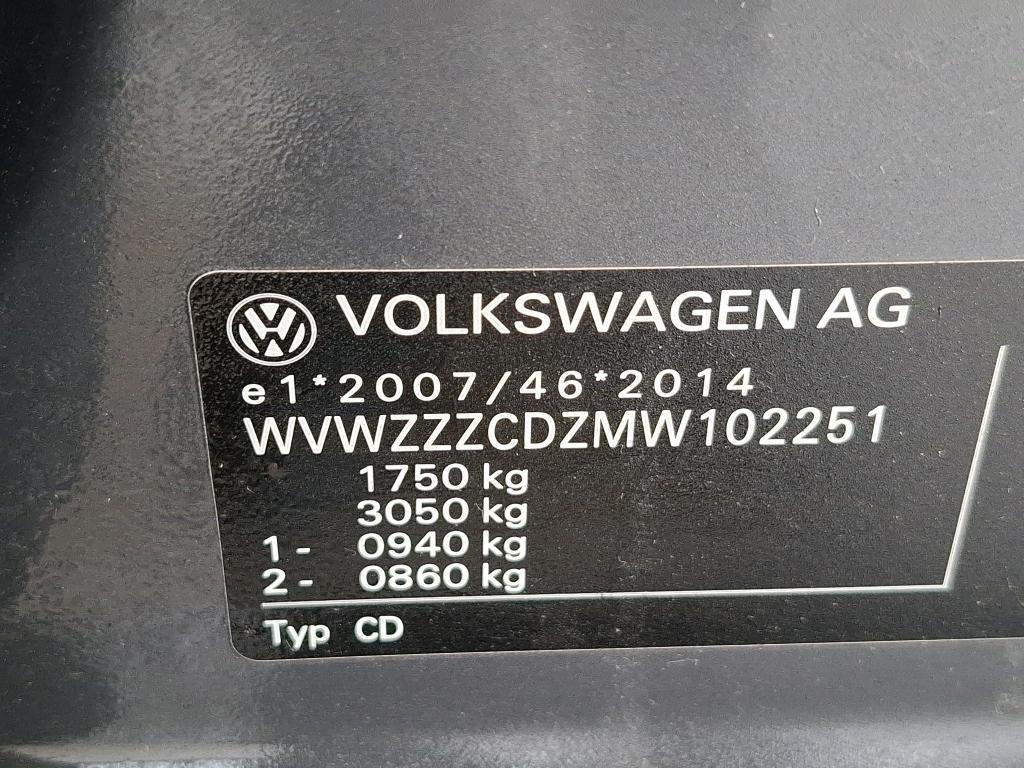 VOLKSWAGEN AG
e1*2007/46*2014
WVWZZZCDZMW102251
1750 kg
3050 kg
1- 0940 kg
2- 0860 kg
Typ CD